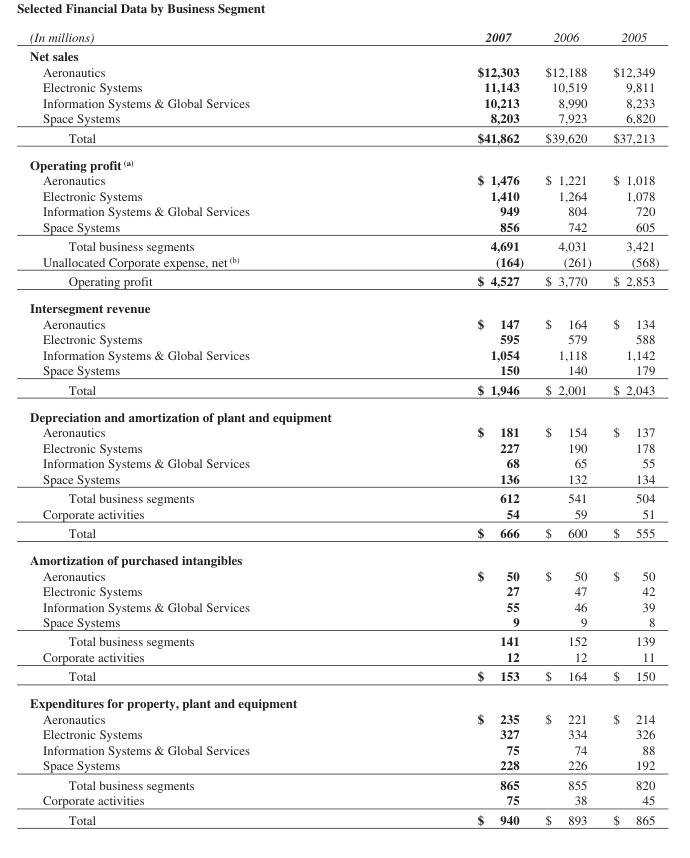 Selected Financial Data by Business Segment
(In millions) 2007 2006 2005
Net sales
Aeronautics $12,303 $12,188 $12,349
Electronic Systems 11,143 10,519 9,811
Information Systems & Global Services 10,213 8,990 8,233
Space Systems 8,203 7,923 6,820
Total $41,862 $39,620 $37,213
Operating profit (a)
Aeronautics $ 1,476 $ 1,221 $ 1,018
Electronic Systems 1,410 1,264 1,078
Information Systems & Global Services 949 804 720
Space Systems 856 742 605
Total business segments 4,691 4,031 3,421
Unallocated Corporate expense, net (b) (164) (261) (568)
Operating profit $ 4,527 $ 3,770 $ 2,853
Intersegment revenue
Aeronautics $ 147 $ 164 $ 134
Electronic Systems 595 579 588
Information Systems & Global Services 1,054 1,118 1,142
Space Systems 150 140 179
Total $ 1,946 $ 2,001 $ 2,043
Depreciation and amortization of plant and equipment
Aeronautics $ 181 $ 154 $ 137
Electronic Systems 227 190 178
Information Systems & Global Services 68 65 55
Space Systems 136 132 134
Total business segments 612 541 504
Corporate activities 54 59 51
Total $ 666 $ 600 $ 555
Amortization of purchased intangibles
Aeronautics $ 50 $ 50 $ 50
Electronic Systems 27 47 42
Information Systems & Global Services 55 46 39
Space Systems 9 9 8
Total business segments 141 152 139
Corporate activities 12 12 11
Total $ 153 $ 164 $ 150
Expenditures for property, plant and equipment
Aeronautics $ 235 $ 221 $ 214
Electronic Systems 327 334 326
Information Systems & Global Services 75 74 88
Space Systems 228 226 192
Total business segments 865 855 820
Corporate activities 75 38 45
Total $ 940 $ 893 $ 865